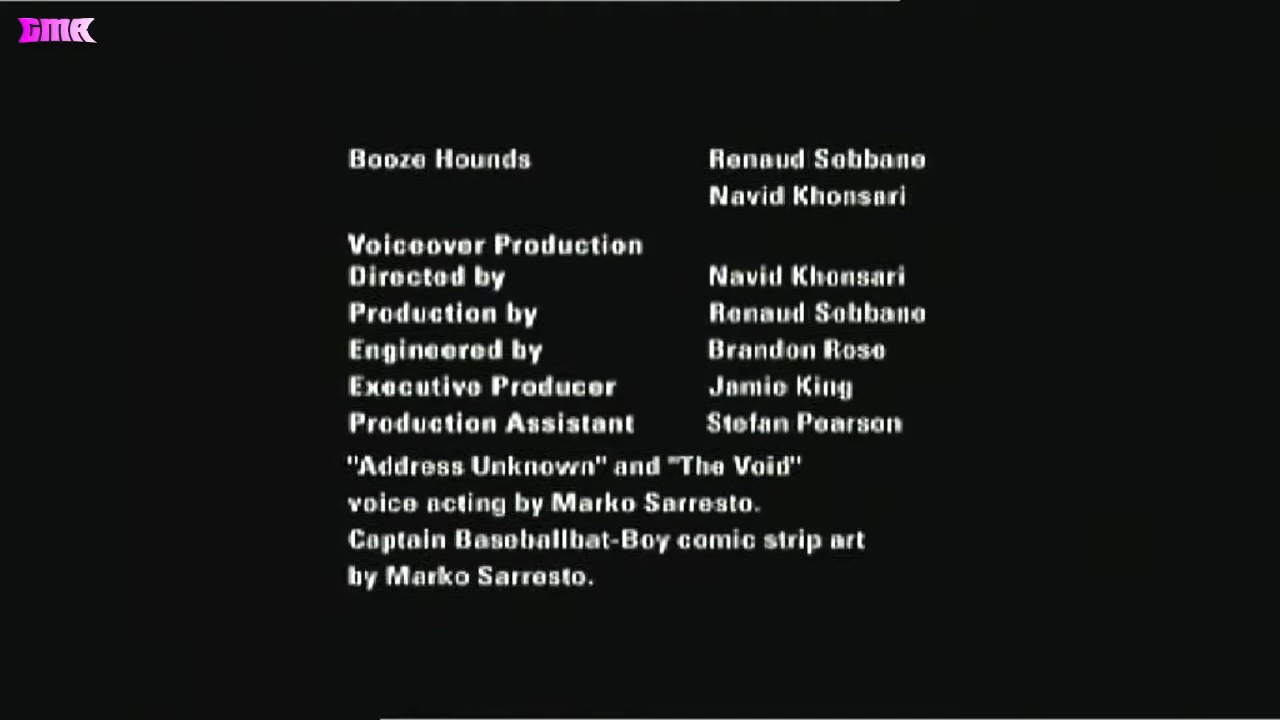 GMR
Booze Hounds Renaud Sebbane
Navid Khonsari
Voiceover Production
Directed by Navid Khonsari
Production by Renaud Sebbane
Engineered by Brandon Rose
Executive Producer Jamie King
Production Assistant Stefan Pearson
"Address Unknown" and "The Void"
voice acting by Marko Sarresto.
Captain Baseballbat-Boy comic strip art
by Marko Sarresto.